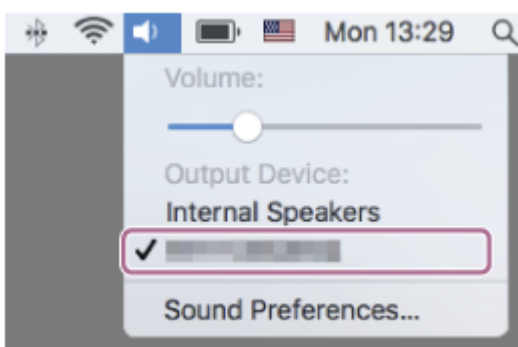 Mon 13:29
Volume:
Output Device:
Internal Speakers
Sound Preferences...